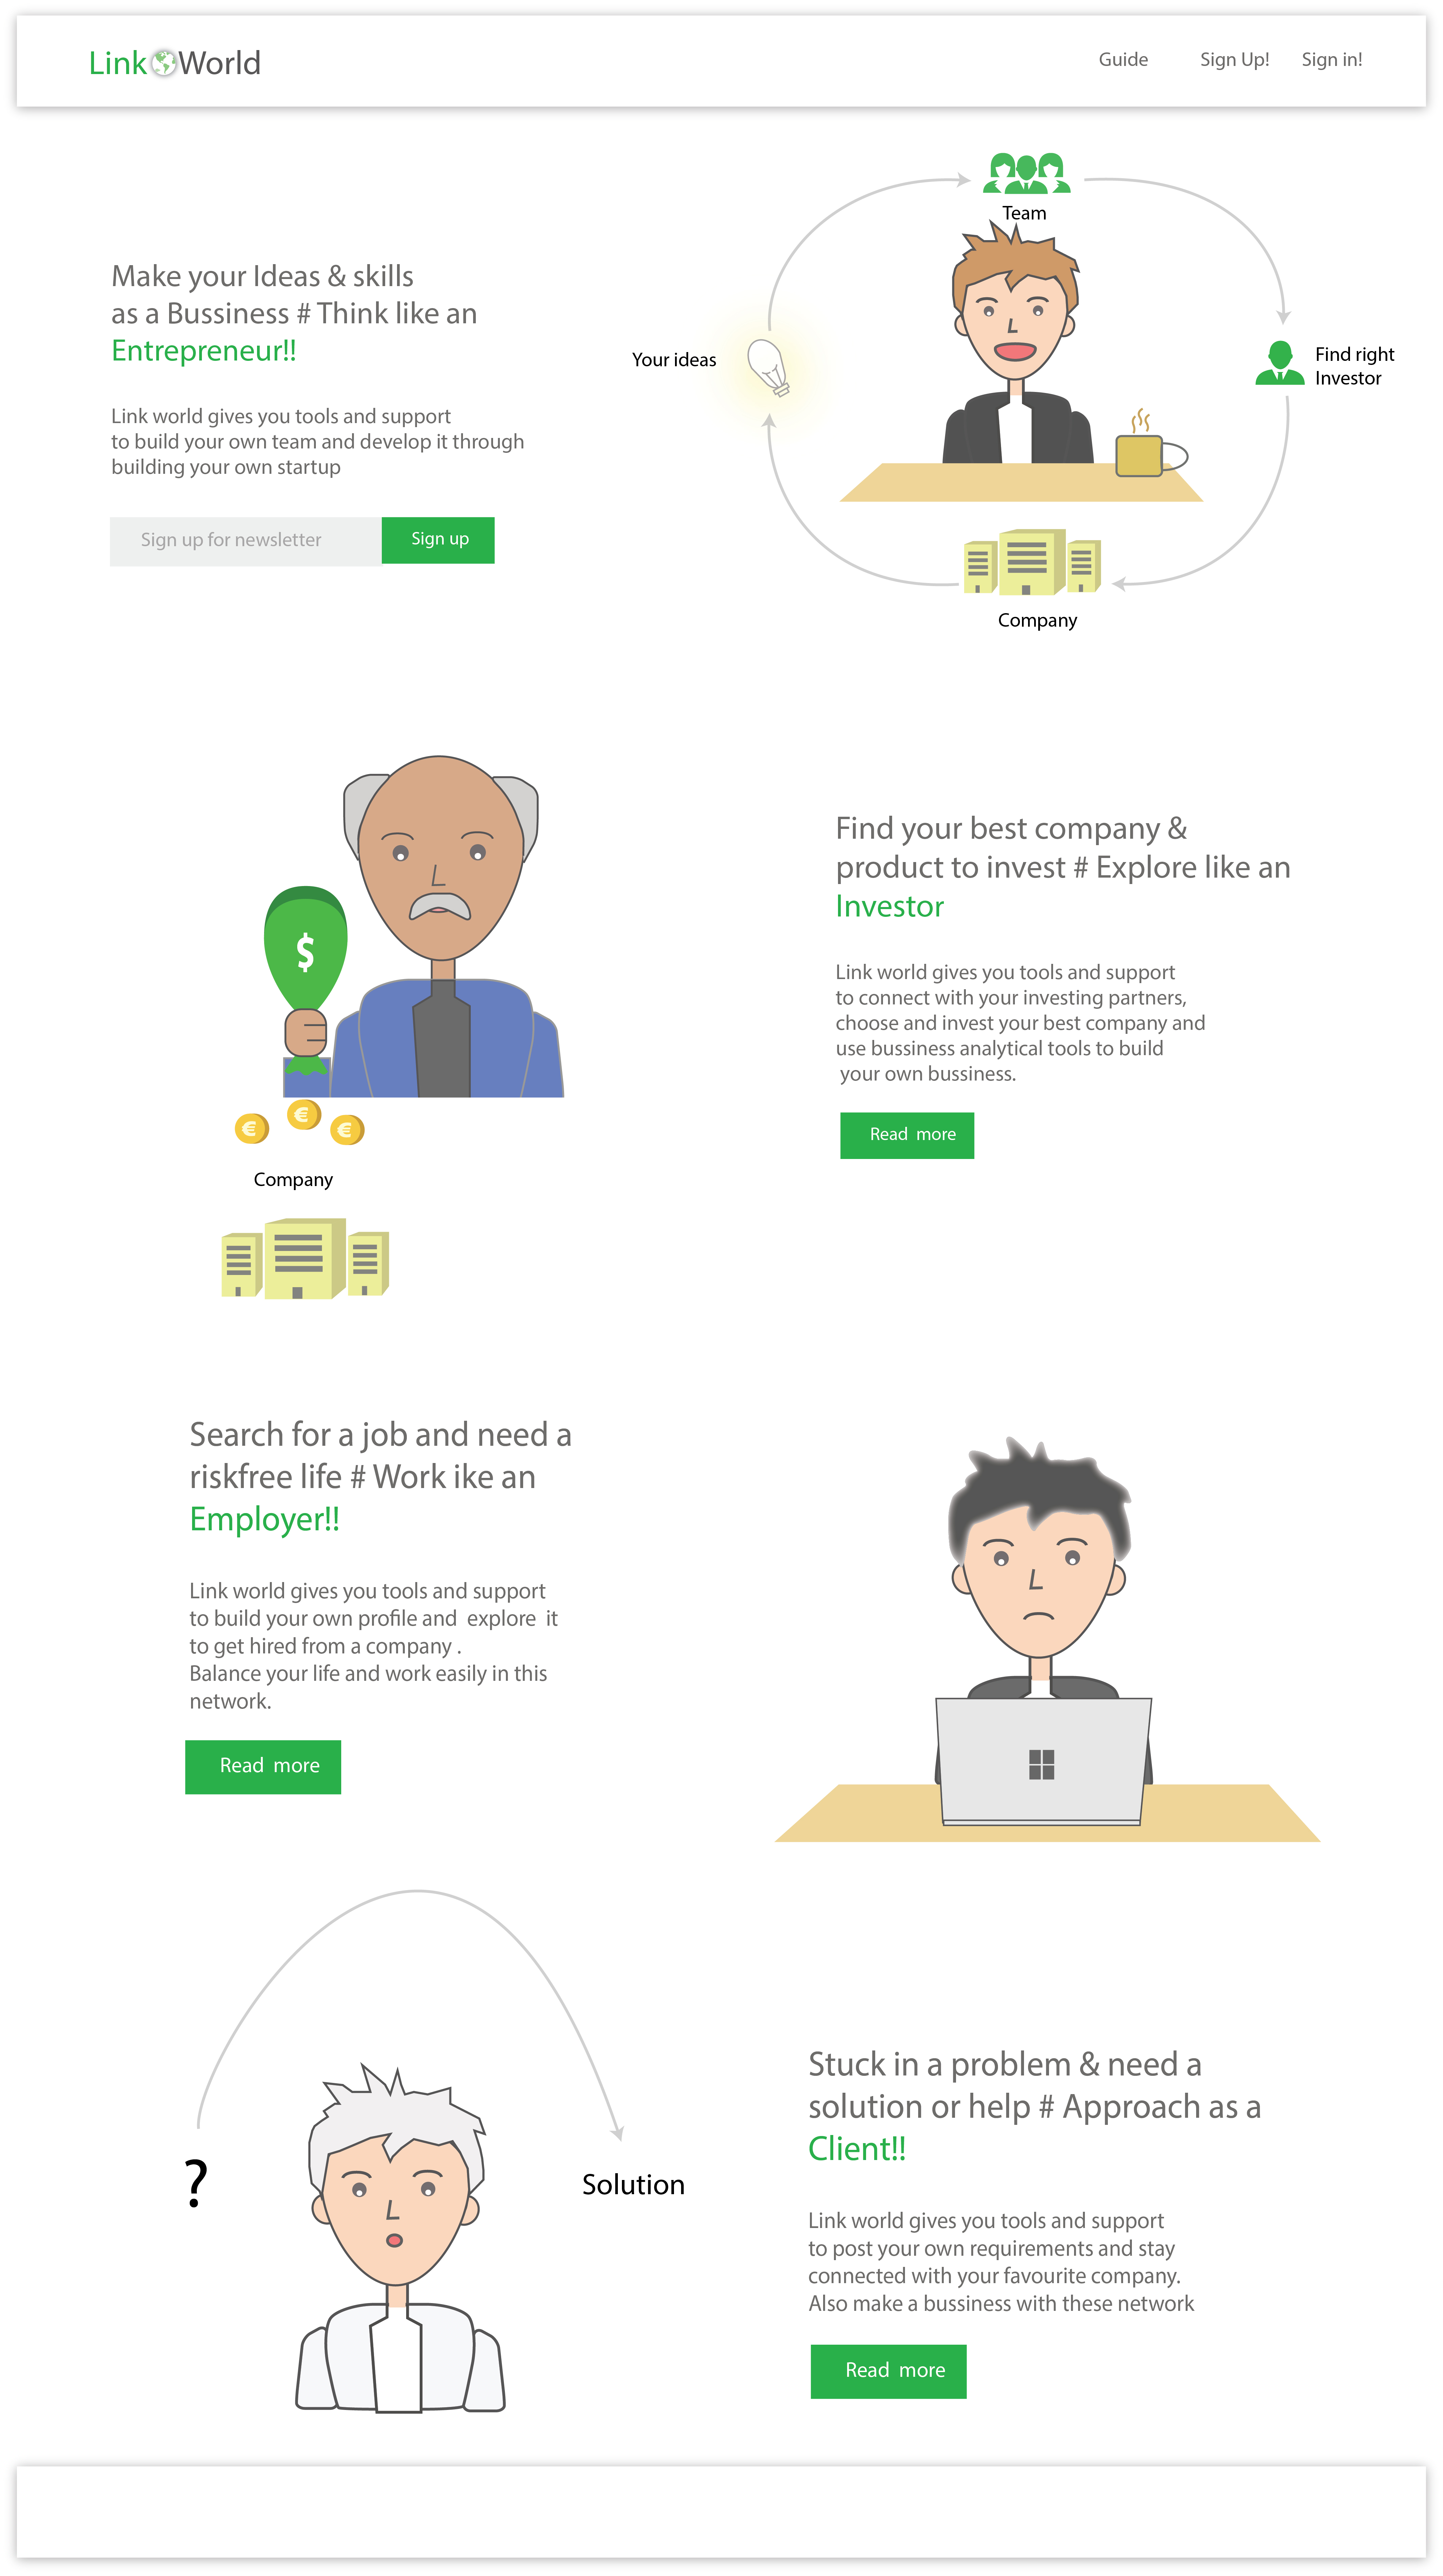 Link World
Guide
Sign Up!
Sign in!
Team
Make your Ideas & skills
as a Bussiness # Think like an
Entrepreneur!!
Your ideas
Find right
Investor
Link world gives you tools and support
to build your own team and develop it through
building your own startup
Sign up for newsletter
Sign up
Company
Find your best company &
product to invest # Explore like an
Investor
$
Link world gives you tools and support
to connect with your investing partners,
choose and invest your best company and
use bussiness analytical tools to build
your own bussiness.
€
€
€
Read more
Company
Search for a job and need a
riskfree life # Work ike an
Employer!!
Link world gives you tools and support
to build your own profile and explore it
to get hired from a company .
Balance your life and work easily in this
network.
Read more
?
Solution
Stuck in a problem & need a
solution or help # Approach as a
Client!!
Link world gives you tools and support
to post your own requirements and stay
connected with your favourite company.
Also make a bussiness with these network
Read more